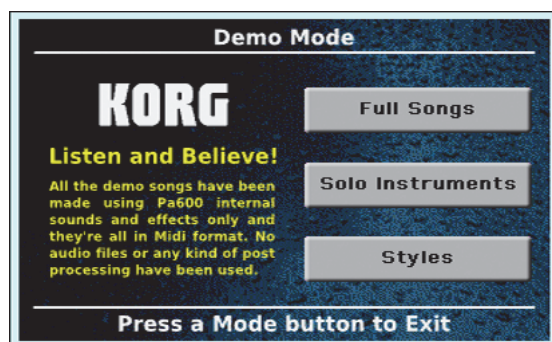 Demo Mode
KORG
Listen and Believe!
All the demo songs have been
made using Pa600 internal
sounds and effects only and
they're all in Midi format. No
audio files or any kind of post
processing have been used.
Full Songs
Solo Instruments
Styles
Press a Mode button to Exit